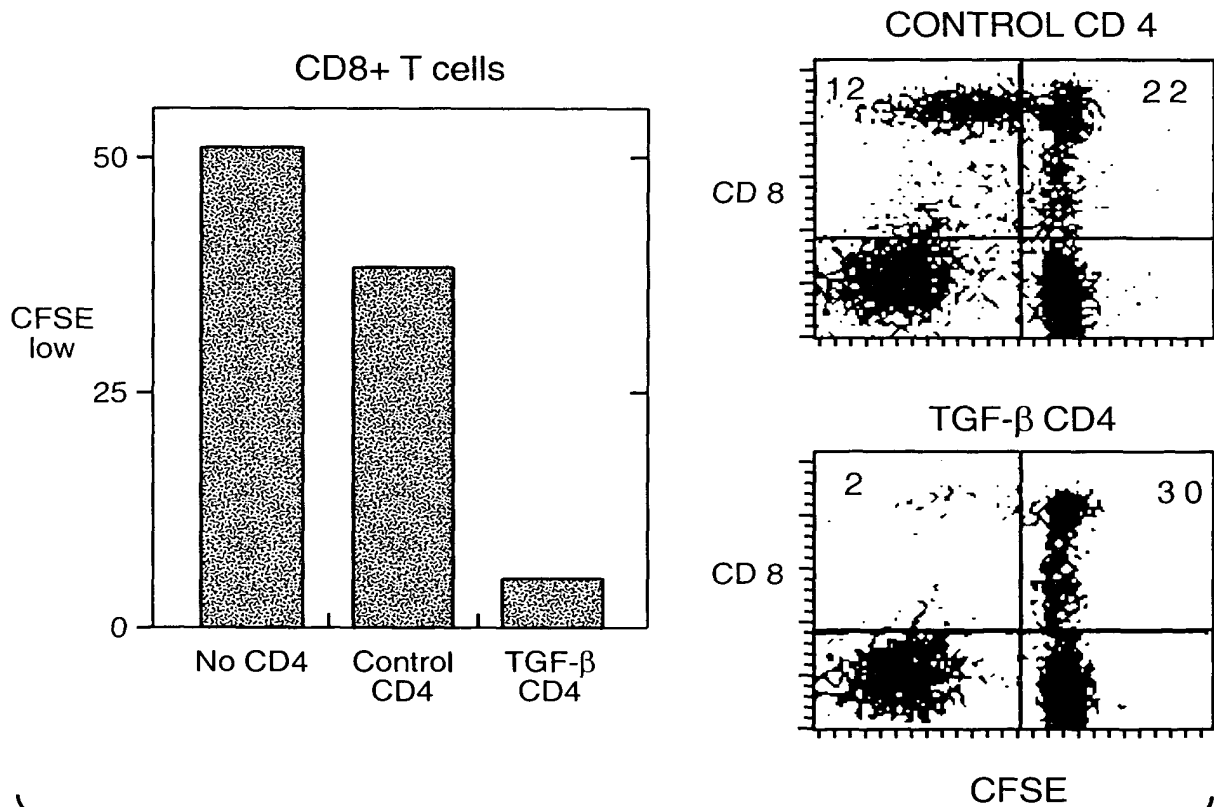 CD8+ T cells
50
25
0
CFSE
low
No CD4
Control
CD4
TGF-β
CD4
CONTROL CD 4
12
22
CD 8
TGF-β CD4
2
30
CD 8
CFSE